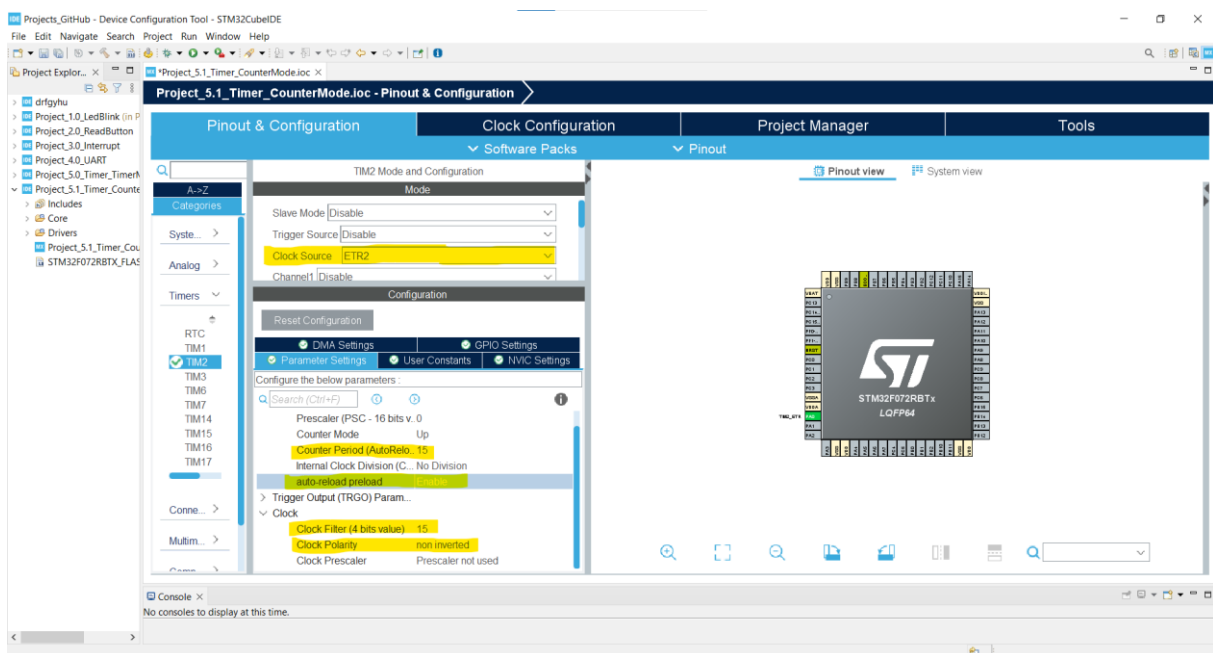 Projects_GitHub - Device Configuration Tool - STM32CubeIDE
File Edit Navigate Search Project Run Window Help
Project Explor...
*Project_5.1_Timer_CounterMode.ioc
drfgyhu
Project_1.0_LedBlink (in P
Project_2.0_ReadButton
Project_3.0_Interrupt
Project_4.0_UART
Project_5.0_Timer_TimerM
Project_5.1_Timer_Counte
Includes
Core
Drivers
Project_5.1_Timer_Cou
STM32F072RBTX_FLAS
Project_5.1_Timer_CounterMode.ioc - Pinout & Configuration
Pinout & Configuration
Clock Configuration
Project Manager
Tools
Software Packs
Pinout
A->Z
Categories
Syste...
Analog
Timers
RTC
TIM1
TIM2
TIM3
TIM6
TIM7
TIM14
TIM15
TIM16
TIM17
Conne...
Multim...
TIM2 Mode and Configuration
Mode
Slave Mode Disable
Trigger Source Disable
Clock Source ETR2
Channel1 Disable
Configuration
Reset Configuration
DMA Settings
GPIO Settings
Parameter Settings
User Constants
NVIC Settings
Configure the below parameters :
Search (Ctrl+F)
Prescaler (PSC - 16 bits v... 0
Counter Mode Up
Counter Period (AutoRelo... 15
Internal Clock Division (C... No Division
auto-reload preload Enable
Trigger Output (TRGO) Param...
Clock
Clock Filter (4 bits value) 15
Clock Polarity non inverted
Clock Prescaler Prescaler not used
Pinout view
System view
STM32F072RBTx
LQFP64
TIM2_ETR
Console
No consoles to display at this time.